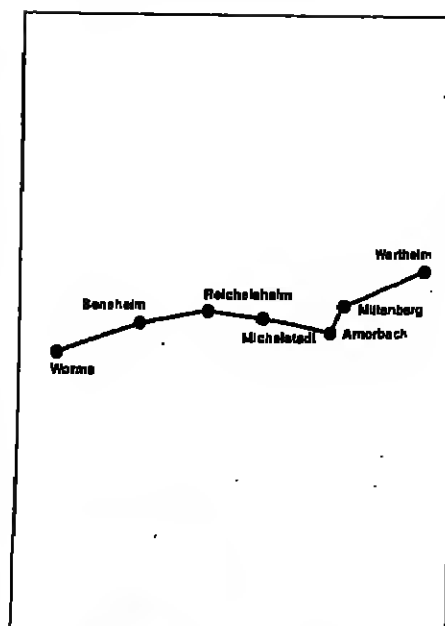 Wertheim
Reichelsheim
Bensheim
Miltenberg
Michelstadt
Amorbach
Worms